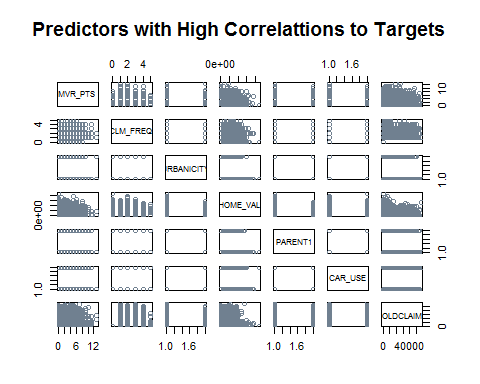 Predictors with High Correlattions to Targets
0 2 4
0e+00
1.0 1.6
MVR_PTS
0 10
0 4
CLM_FREQ
URBANICITY
1.0
0e+00
HOME_VAL
PARENT1
1.0
1.0
CAR_USE
OLDCLAIM
0
0 6 12
1.0 1.6
1.0 1.6
0 40000